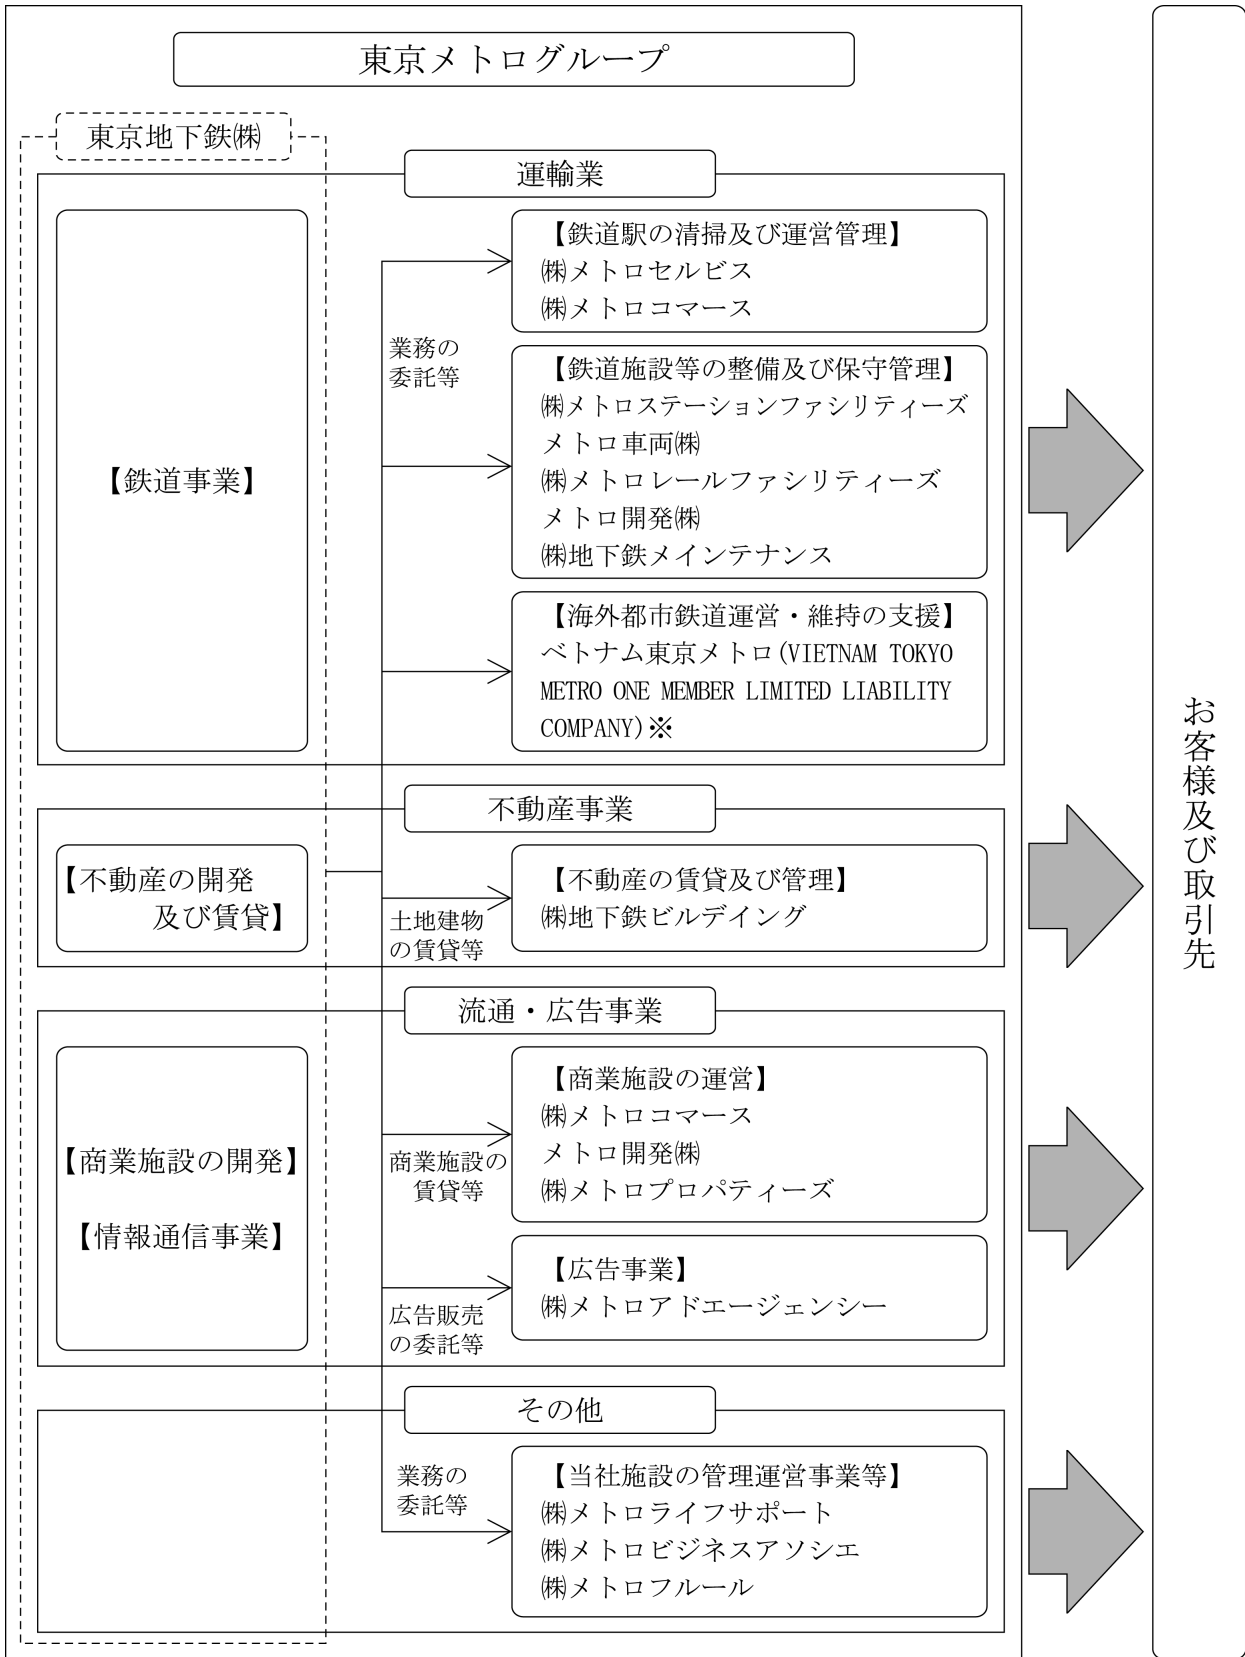 東京メトログループ
東京地下鉄㈱
運輸業
【鉄道事業】
業務の
委託等
【鉄道駅の清掃及び運営管理】
㈱メトロセルビス
㈱メトロコマース
【鉄道施設等の整備及び保守管理】
㈱メトロステーションファシリティーズ
メトロ車両㈱
㈱メトロレールファシリティーズ
メトロ開発㈱
㈱地下鉄メインテナンス
【海外都市鉄道運営・維持の支援】
ベトナム東京メトロ(VIETNAM TOKYO
METRO ONE MEMBER LIMITED LIABILITY
COMPANY)※
不動産事業
【不動産の開発
及び賃貸】
土地建物
の賃貸等
【不動産の賃貸及び管理】
㈱地下鉄ビルデイング
流通・広告事業
【商業施設の開発】
【情報通信事業】
商業施設の
賃貸等
【商業施設の運営】
㈱メトロコマース
メトロ開発㈱
㈱メトロプロパティーズ
広告販売
の委託等
【広告事業】
㈱メトロアドエージェンシー
その他
業務の
委託等
【当社施設の管理運営事業等】
㈱メトロライフサポート
㈱メトロビジネスアソシエ
㈱メトロフルール
お客様及び取引先